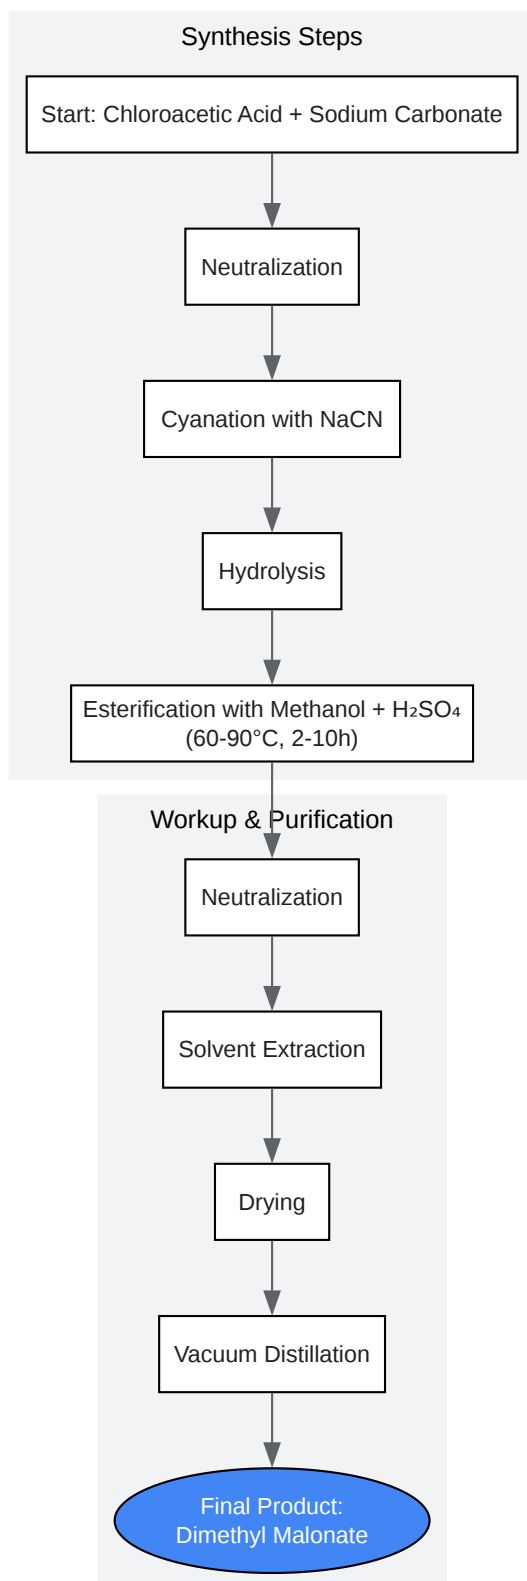 Synthesis Steps
Start: Chloroacetic Acid + Sodium Carbonate
Neutralization
Cyanation with NaCN
Hydrolysis
Esterification with Methanol + H₂SO₄
(60-90°C, 2-10h)
Workup & Purification
Neutralization
Solvent Extraction
Drying
Vacuum Distillation
Final Product:
Dimethyl Malonate